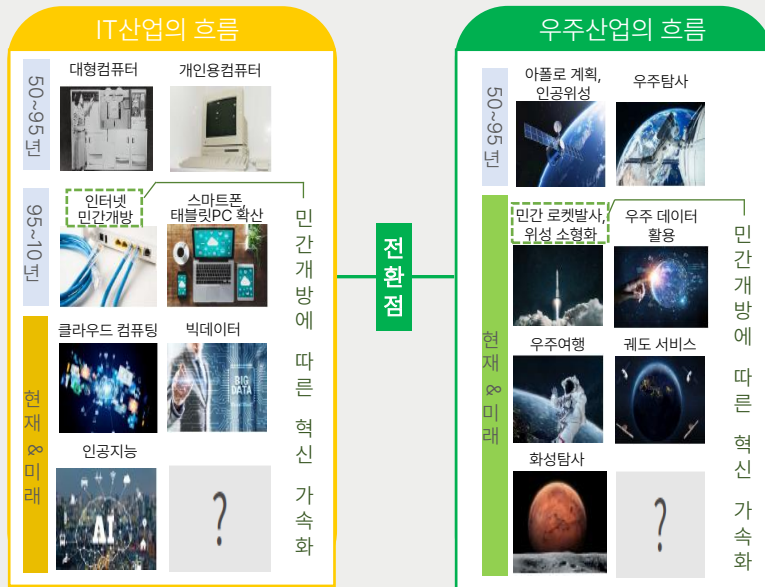 IT산업의 흐름
50~95년
대형컴퓨터
개인용컴퓨터
95~10년
인터넷
민간개방
스마트폰,
태블릿PC 확산
현재 & 미래
클라우드 컴퓨팅
빅데이터
BIG
DATA
인공지능
AI
?
민간개방에 따른 혁신 가속화
전환점
우주산업의 흐름
50~95년
아폴로 계획,
인공위성
우주탐사
현재 & 미래
민간 로켓발사,
위성 소형화
우주 데이터
활용
우주여행
궤도 서비스
화성탐사
?
민간개방에 따른 혁신 가속화